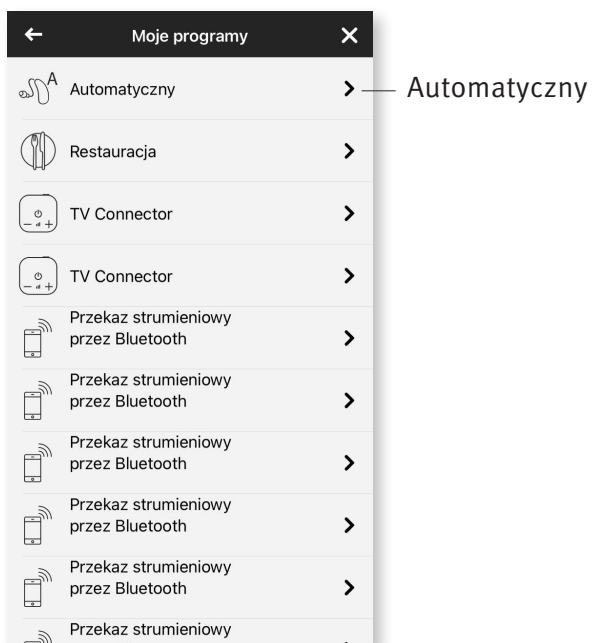 Moje programy
A
Automatyczny
Automatyczny
Restauracja
TV Connector
TV Connector
Przekaz strumieniowy
przez Bluetooth
Przekaz strumieniowy
przez Bluetooth
Przekaz strumieniowy
przez Bluetooth
Przekaz strumieniowy
przez Bluetooth
Przekaz strumieniowy
przez Bluetooth
Przekaz strumieniowy